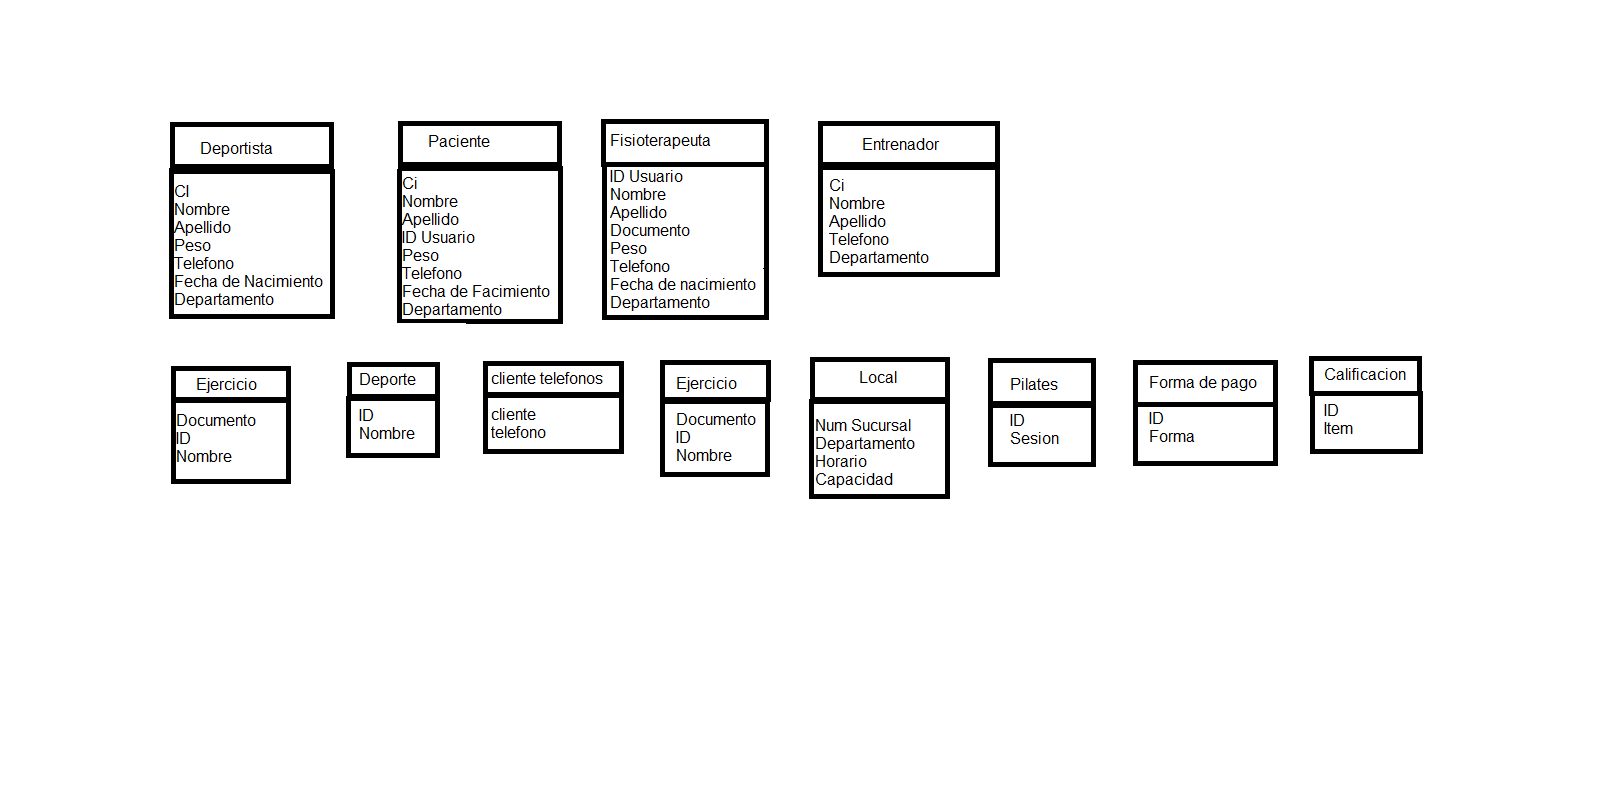 Deportista
CI
Nombre
Apellido
Peso
Telefono
Fecha de Nacimiento
Departamento
Paciente
Ci
Nombre
Apellido
ID Usuario
Peso
Telefono
Fecha de Facimiento
Departamento
Fisioterapeuta
ID Usuario
Nombre
Apellido
Documento
Peso
Telefono
Fecha de nacimiento
Departamento
Entrenador
Ci
Nombre
Apellido
Telefono
Departamento
Ejercicio
Documento
ID
Nombre
Deporte
ID
Nombre
cliente telefonos
cliente
telefono
Ejercicio
Documento
ID
Nombre
Local
Num Sucursal
Departamento
Horario
Capacidad
Pilates
ID
Sesion
Forma de pago
ID
Forma
Calificacion
ID
Item